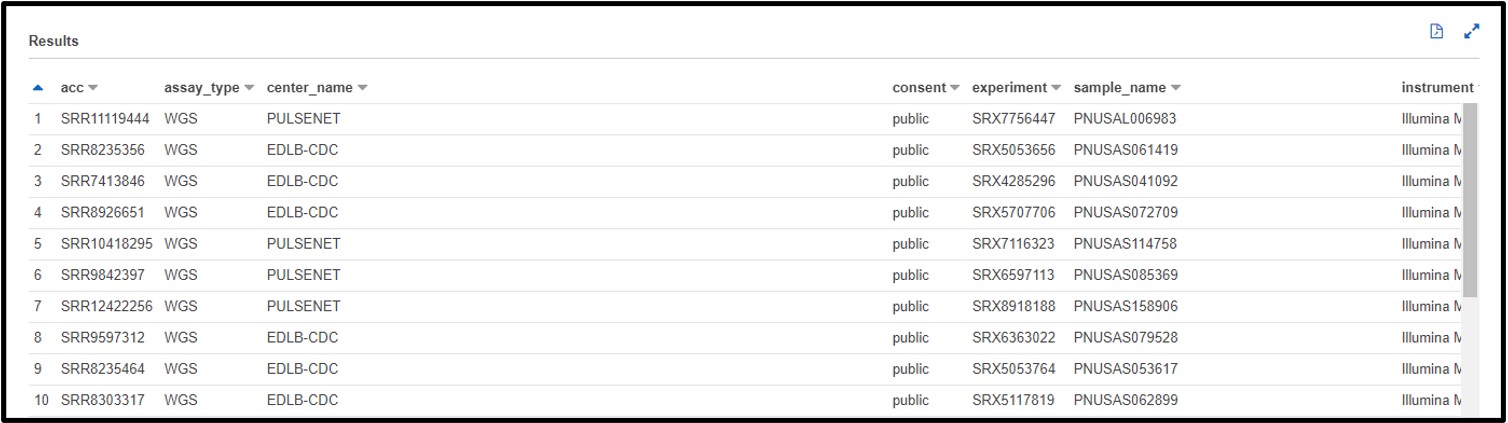 Results
acc assay_type center_name consent experiment sample_name instrument
1 SRR11119444 WGS PULSENET public SRX7756447 PNUSAL006983 Illumina M
2 SRR8235356 WGS EDLB-CDC public SRX5053656 PNUSAS061419 Illumina M
3 SRR7413846 WGS EDLB-CDC public SRX4285296 PNUSAS041092 Illumina M
4 SRR8926651 WGS EDLB-CDC public SRX5707706 PNUSAS072709 Illumina M
5 SRR10418295 WGS PULSENET public SRX7116323 PNUSAS114758 Illumina M
6 SRR9842397 WGS PULSENET public SRX6597113 PNUSAS085369 Illumina M
7 SRR12422256 WGS PULSENET public SRX8918188 PNUSAS158906 Illumina M
8 SRR9597312 WGS EDLB-CDC public SRX6363022 PNUSAS079528 Illumina M
9 SRR8235464 WGS EDLB-CDC public SRX5053764 PNUSAS053617 Illumina M
10 SRR8303317 WGS EDLB-CDC public SRX5117819 PNUSAS062899 Illumina M